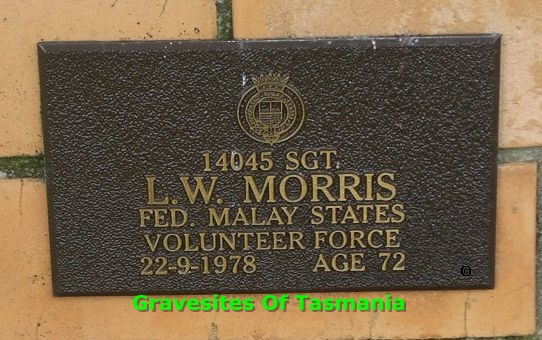 14045 SGT.
L.W. MORRIS
FED. MALAY STATES
VOLUNTEER FORCE
22-9-1978 AGE 72
Gravesites Of Tasmania